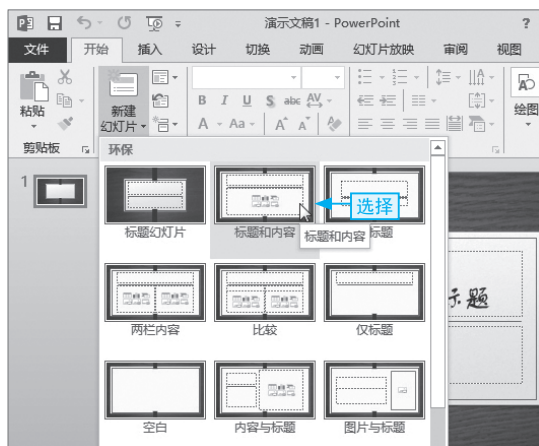 演示文稿1 - PowerPoint ?
文件 开始 插入 设计 切换 动画 幻灯片放映 审阅 视图
粘贴
新建
幻灯片
B I U S abc AV
A Aa A A
绘图
剪贴板
环保
1
标题幻灯片 标题和内容 标题
选择
标题和内容
两栏内容 比较 仅标题
空白 内容与标题 图片与标题
标题